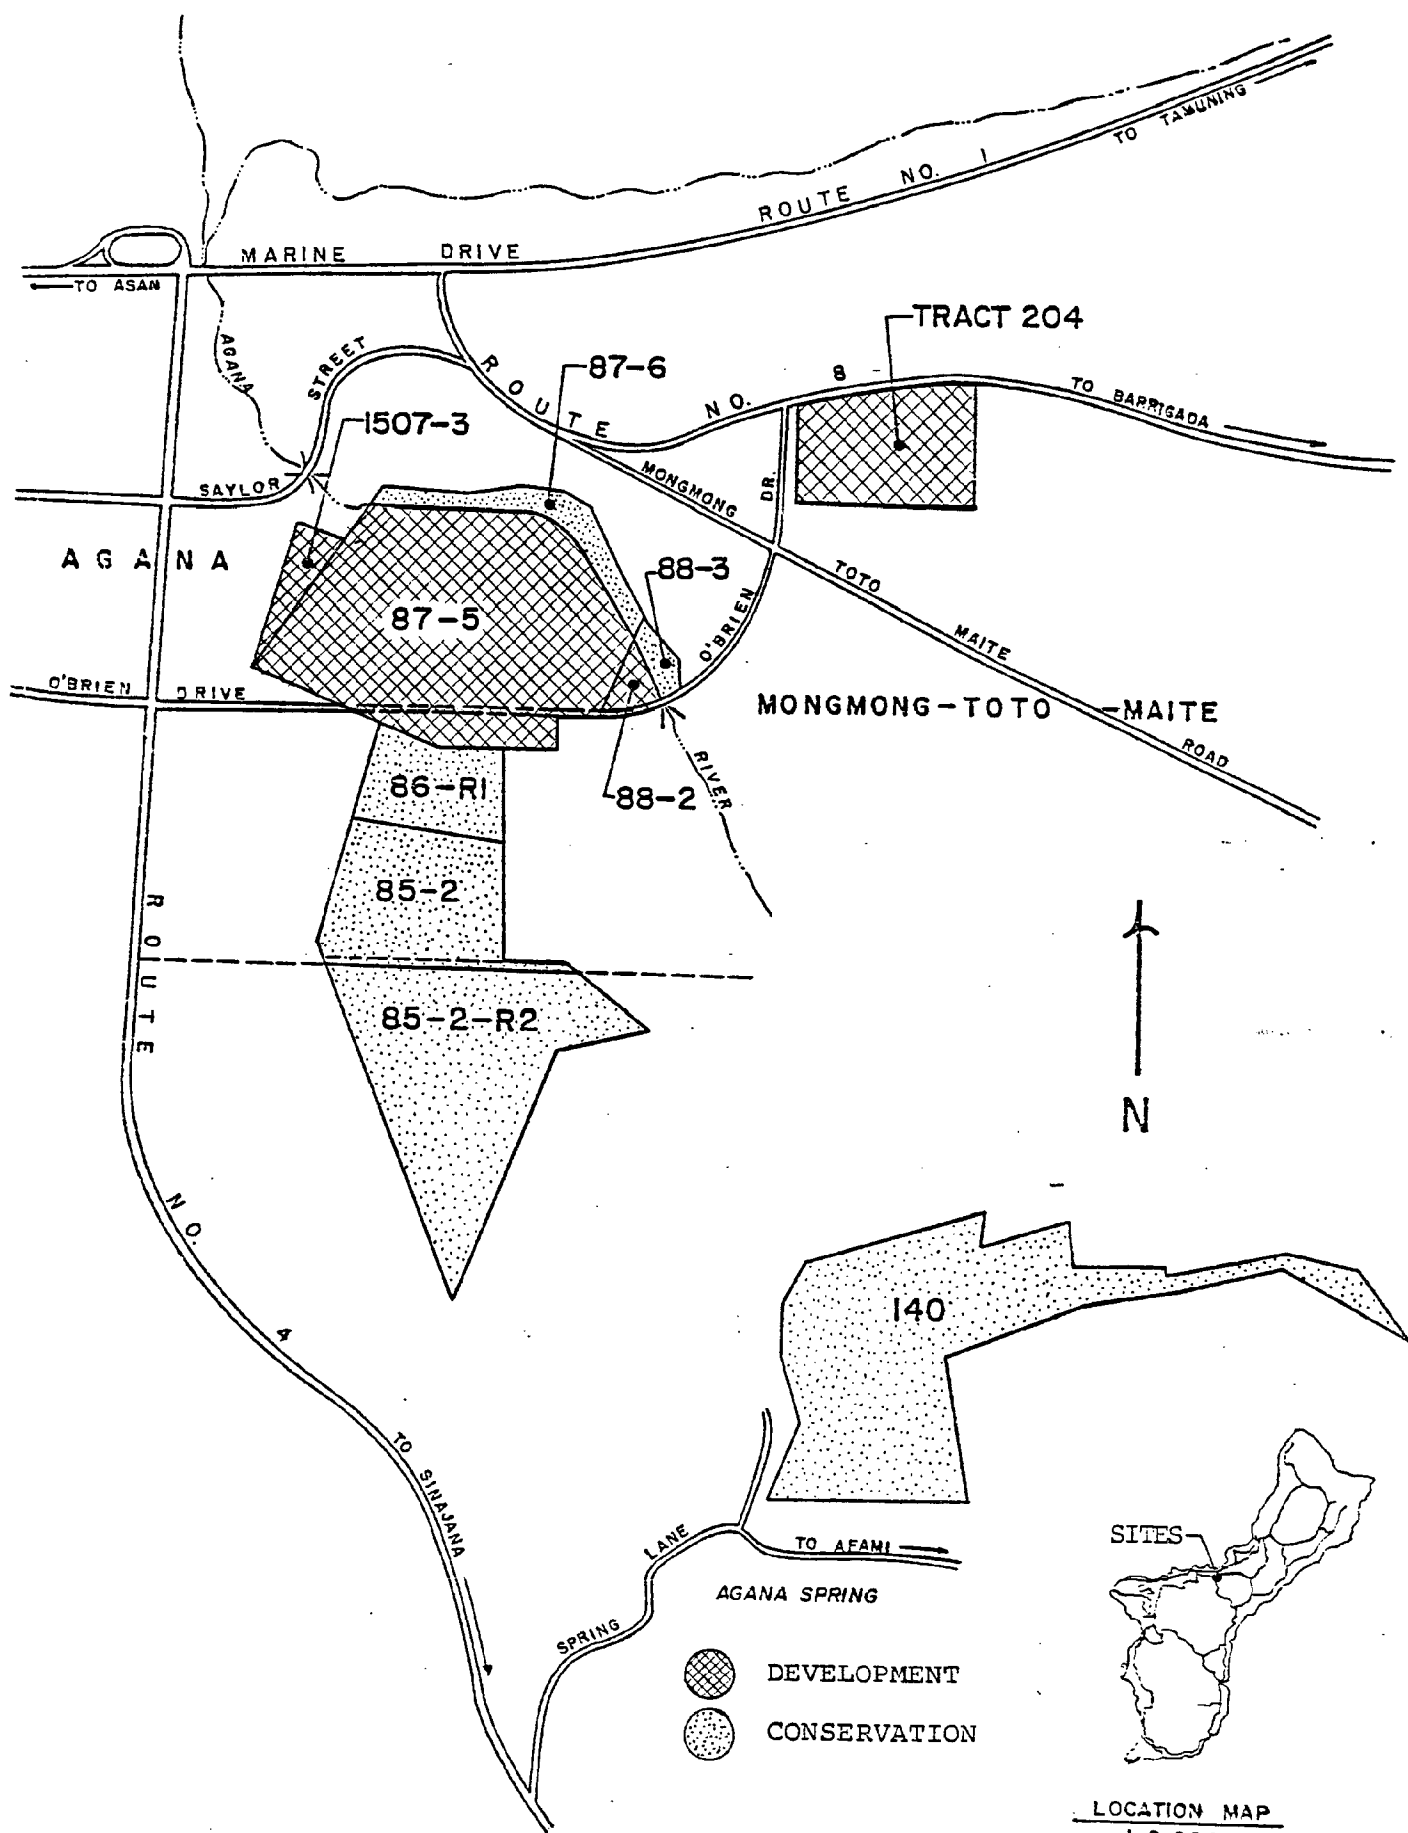 TO TAMUNING
ROUTE NO. 1
MARINE DRIVE
TO ASAN
AGANA
STREET
TRACT 204
87-6
ROUTE NO. 8
TO BARRIGADA
1507-3
SAYLOR
MONGMONG
DR.
AGANA
88-3
TOTO
87-5
O'BRIEN
MAITE
O'BRIEN DRIVE
MONGMONG-TOTO-MAITE
ROAD
RIVER
86-R1
88-2
85-2
ROUTE
85-2-R2
N
NO.
140
4
TO SINAJANA
SITES
LANE
TO AFAMI
AGANA SPRING
SPRING
DEVELOPMENT
CONSERVATION
LOCATION MAP